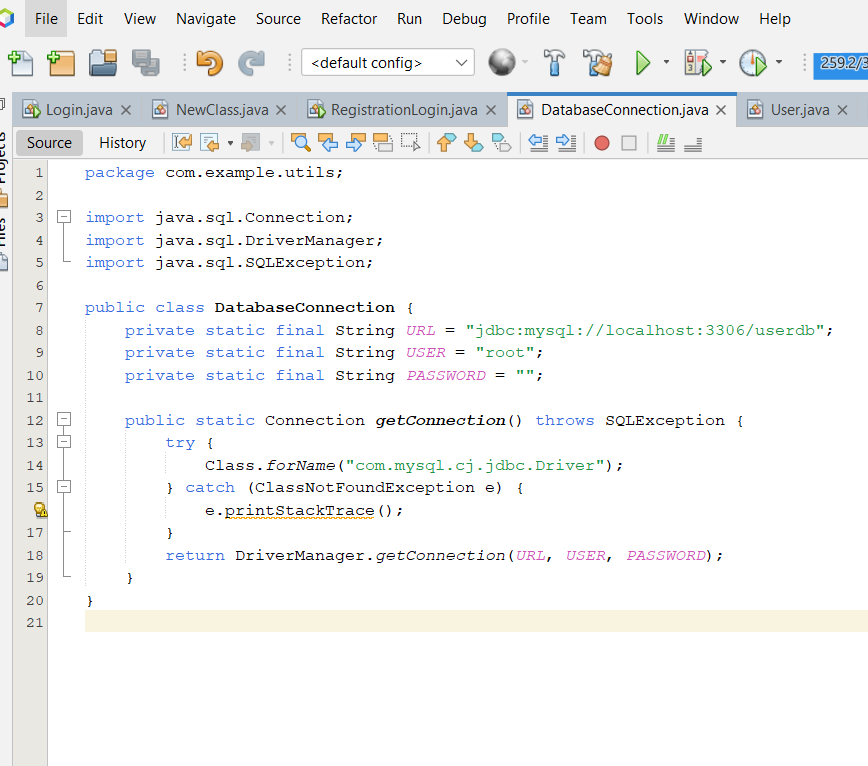 File Edit View Navigate Source Refactor Run Debug Profile Team Tools Window Help
<default config>
Login.java NewClass.java RegistrationLogin.java DatabaseConnection.java User.java
Source History
Projects
Files
1 package com.example.utils;
2
3 import java.sql.Connection;
4 import java.sql.DriverManager;
5 import java.sql.SQLException;
6
7 public class DatabaseConnection {
8 private static final String URL = "jdbc:mysql://localhost:3306/userdb";
9 private static final String USER = "root";
10 private static final String PASSWORD = "";
11
12 public static Connection getConnection() throws SQLException {
13 try {
14 Class.forName("com.mysql.cj.jdbc.Driver");
15 } catch (ClassNotFoundException e) {
e.printStackTrace();
17 }
18 return DriverManager.getConnection(URL, USER, PASSWORD);
19 }
20 }
21